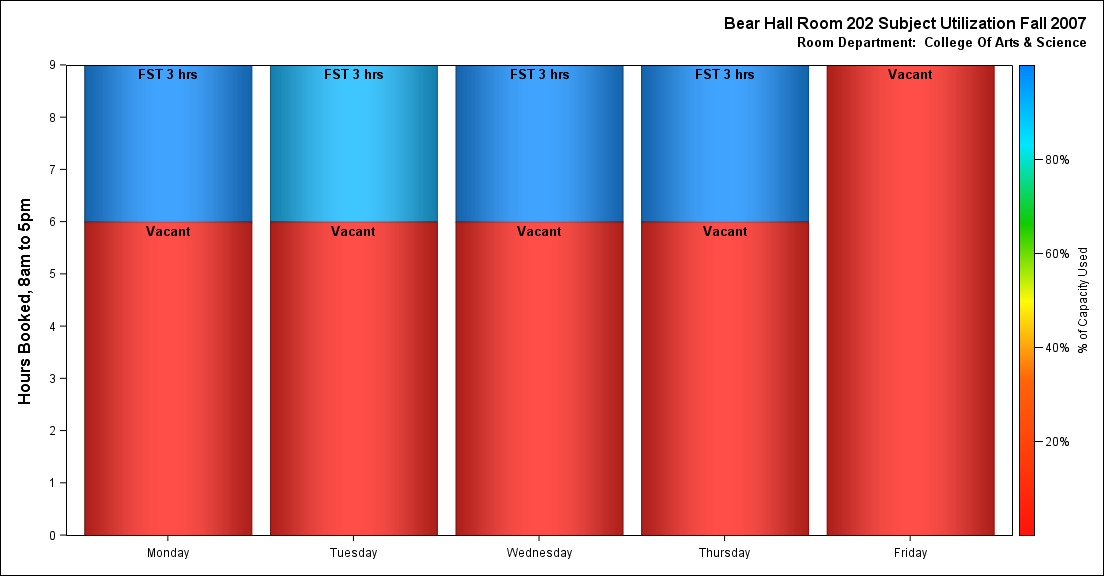 Bear Hall Room 202 Subject Utilization Fall 2007
Room Department:  College Of Arts & Science
Hours Booked, 8am to 5pm
9
8
7
6
5
4
3
2
1
0
FST 3 hrs
FST 3 hrs
FST 3 hrs
FST 3 hrs
Vacant
Vacant
Vacant
Vacant
Vacant
Monday
Tuesday
Wednesday
Thursday
Friday
80%
60%
40%
20%
% of Capacity Used